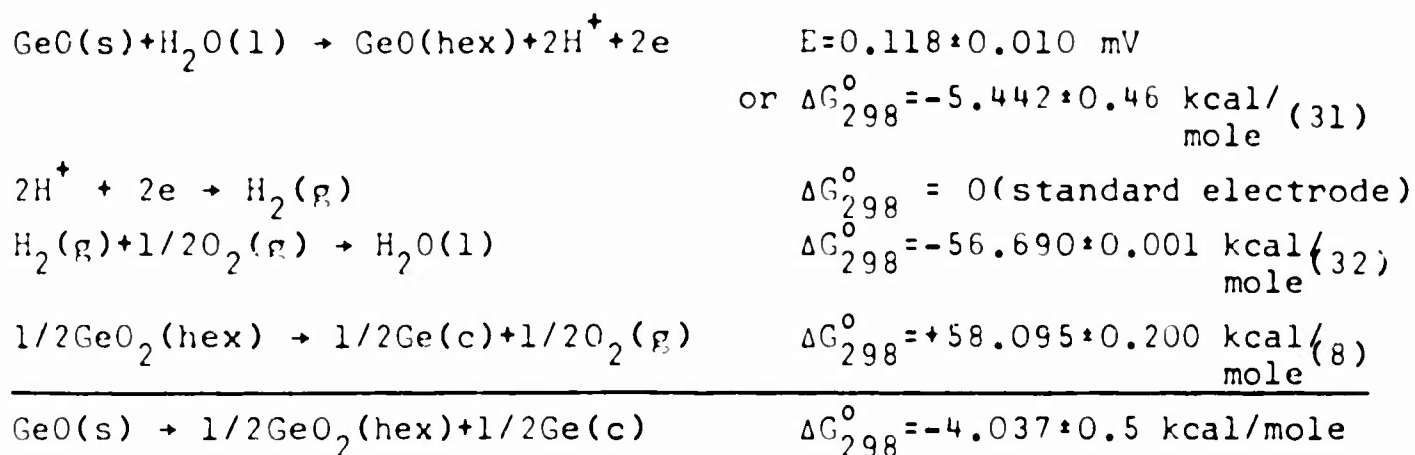 GeO(s)+H₂O(l) → GeO(hex)+2H⁺+2e E=0.118±0.010 mV
or ΔG°₂₉₈=-5.442±0.46 kcal/mole (31)
2H⁺ + 2e → H₂(g) ΔG°₂₉₈ = 0(standard electrode)
H₂(g)+1/2O₂(g) → H₂O(l) ΔG°₂₉₈=-56.690±0.001 kcal/mole (32)
1/2GeO₂(hex) → 1/2Ge(c)+1/2O₂(g) ΔG°₂₉₈=+58.095±0.200 kcal/mole (8)
GeO(s) → 1/2GeO₂(hex)+1/2Ge(c) ΔG°₂₉₈=-4.037±0.5 kcal/mole